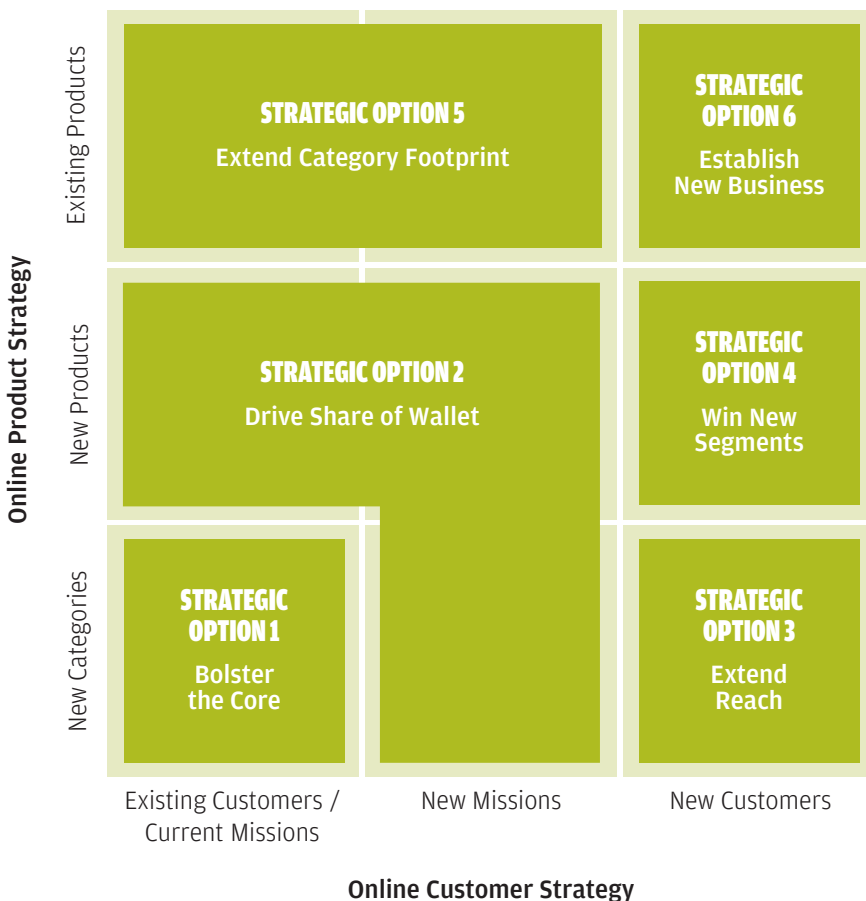 Online Product Strategy
Existing Products
New Products
New Categories
STRATEGIC OPTION 5
Extend Category Footprint
STRATEGIC
OPTION 6
Establish
New Business
STRATEGIC OPTION 2
Drive Share of Wallet
STRATEGIC
OPTION 4
Win New
Segments
STRATEGIC
OPTION 1
Bolster
the Core
STRATEGIC
OPTION 3
Extend
Reach
Existing Customers /
Current Missions
New Missions
New Customers
Online Customer Strategy